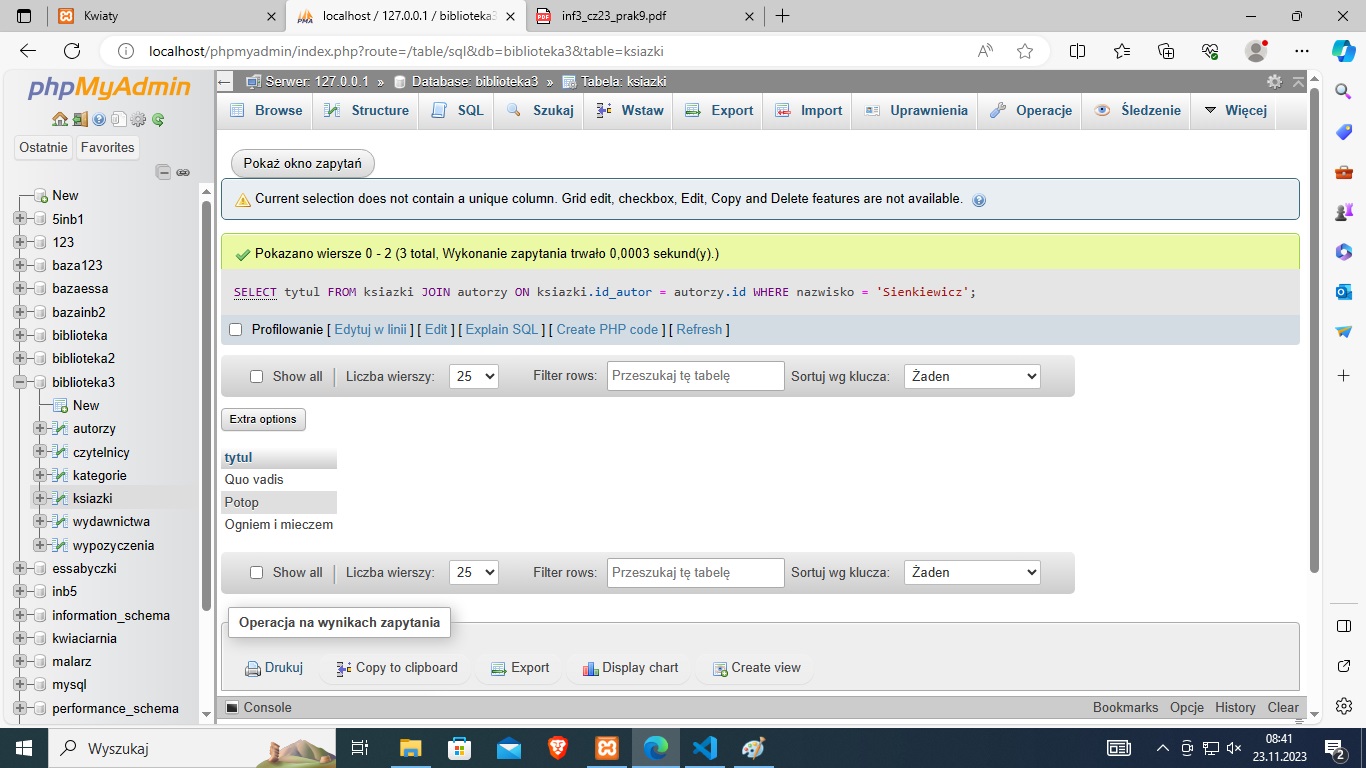 Kwiaty
localhost / 127.0.0.1 / biblioteka3
inf3_cz23_prak9.pdf
localhost/phpmyadmin/index.php?route=/table/sql&db=biblioteka3&table=ksiazki
phpMyAdmin
Ostatnie Favorites
New
5inb1
123
baza123
bazaessa
bazainb2
biblioteka
biblioteka2
biblioteka3
New
autorzy
czytelnicy
kategorie
ksiazki
wydawnictwa
wypozyczenia
essabyczki
inb5
information_schema
kwiaciarnia
malarz
mysql
performance_schema
Serwer: 127.0.0.1 » Database: biblioteka3 » Tabela: ksiazki
Browse Structure SQL Szukaj Wstaw Export Import Uprawnienia Operacje Śledzenie Więcej
Pokaż okno zapytań
Current selection does not contain a unique column. Grid edit, checkbox, Edit, Copy and Delete features are not available.
Pokazano wiersze 0 - 2 (3 total, Wykonanie zapytania trwało 0,0003 sekund(y).)
SELECT tytul FROM ksiazki JOIN autorzy ON ksiazki.id_autor = autorzy.id WHERE nazwisko = 'Sienkiewicz';
Profilowanie [ Edytuj w linii ] [ Edit ] [ Explain SQL ] [ Create PHP code ] [ Refresh ]
Show all Liczba wierszy: 25 Filter rows: Przeszukaj tę tabelę Sortuj wg klucza: Żaden
Extra options
tytul
Quo vadis
Potop
Ogniem i mieczem
Show all Liczba wierszy: 25 Filter rows: Przeszukaj tę tabelę Sortuj wg klucza: Żaden
Operacja na wynikach zapytania
Drukuj Copy to clipboard Export Display chart Create view
Console Bookmarks Opcje History Clear
Wyszukaj
08:41
23.11.2023
2